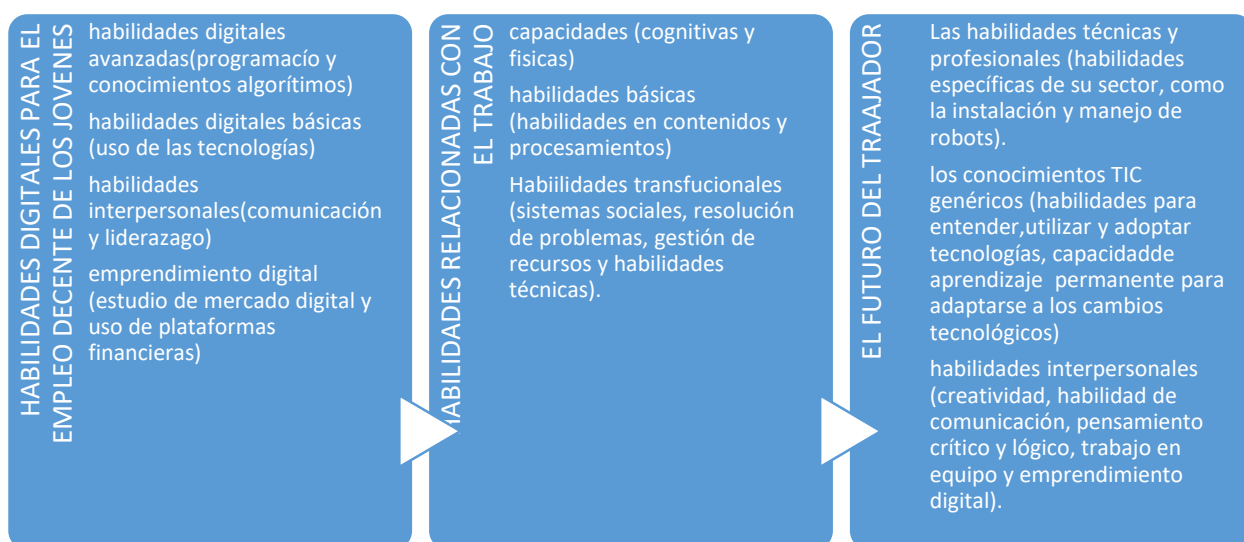 HABILIDADES DIGITALES PARA EL
EMPLEO DECENTE DE LOS JOVENES
habilidades digitales
avanzadas(programacío y
conocimientos algorítimos)
habilidades digitales básicas
(uso de las tecnologías)
habilidades
interpersonales(comunicación
y liderazago)
emprendimiento digital
(estudio de mercado digital y
uso de plataformas
financieras)
HABILIDADES RELACIONADAS CON
EL TRABAJO
capacidades (cognitivas y
fisicas)
habilidades básicas
(habilidades en contenidos y
procesamientos)
Habiilidades transfucionales
(sistemas sociales, resolución
de problemas, gestión de
recursos y habilidades
técnicas).
EL FUTURO DEL TRAAJADOR
Las habilidades técnicas y
profesionales (habilidades
específicas de su sector, como
la instalación y manejo de
robots).
los conocimientos TIC
genéricos (habilidades para
entender,utilizar y adoptar
tecnologías, capacidadde
aprendizaje permanente para
adaptarse a los cambios
tecnológicos)
habilidades interpersonales
(creatividad, habilidad de
comunicación, pensamiento
crítico y lógico, trabajo en
equipo y emprendimiento
digital).